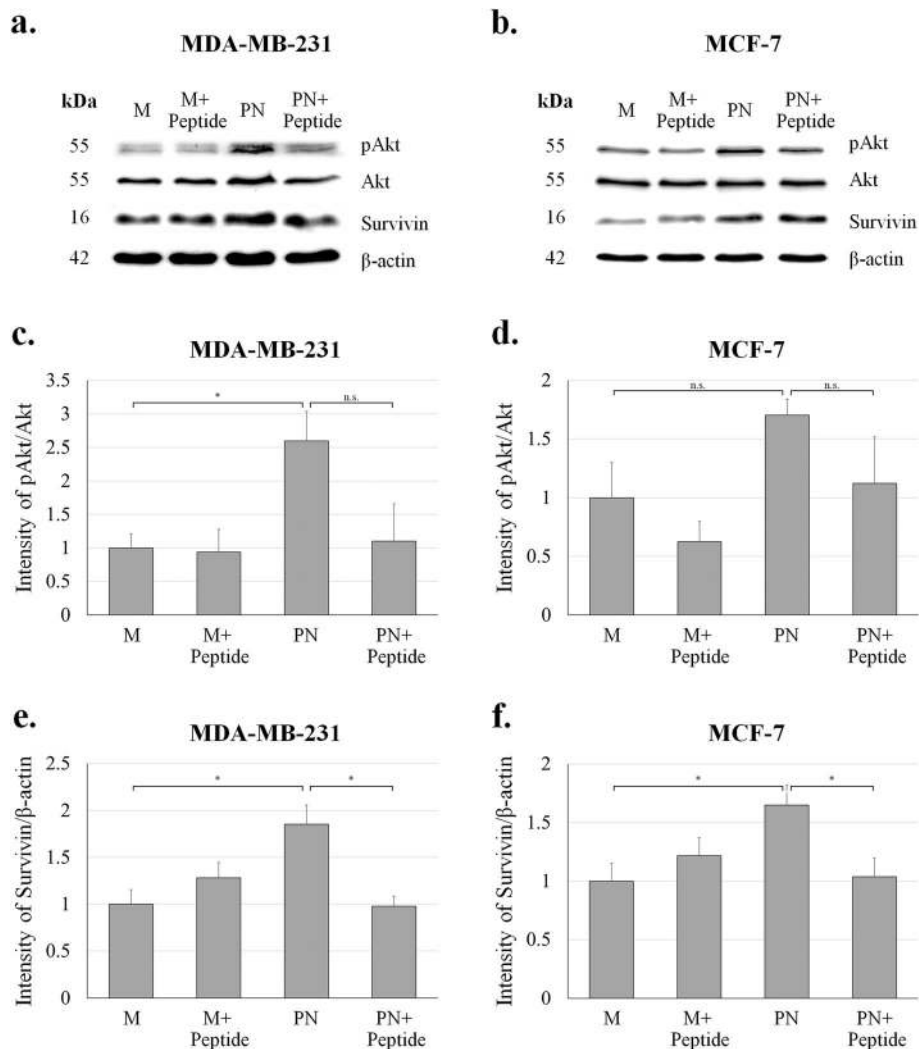 a.
MDA-MB-231
kDa
M
M+
Peptide
PN
PN+
Peptide
55
pAkt
55
Akt
16
Survivin
42
β-actin
b.
MCF-7
kDa
M
M+
Peptide
PN
PN+
Peptide
55
pAkt
55
Akt
16
Survivin
42
β-actin
c.
MDA-MB-231
Intensity of pAkt/Akt
3.5
3
2.5
2
1.5
1
0.5
0
*
n.s.
M
M+
Peptide
PN
PN+
Peptide
d.
MCF-7
Intensity of pAkt/Akt
2
1.5
1
0.5
0
n.s.
n.s.
M
M+
Peptide
PN
PN+
Peptide
e.
MDA-MB-231
Intensity of Survivin/β-actin
2.5
2
1.5
1
0.5
0
*
*
M
M+
Peptide
PN
PN+
Peptide
f.
MCF-7
Intensity of Survivin/β-actin
2
1.5
1
0.5
0
*
*
M
M+
Peptide
PN
PN+
Peptide